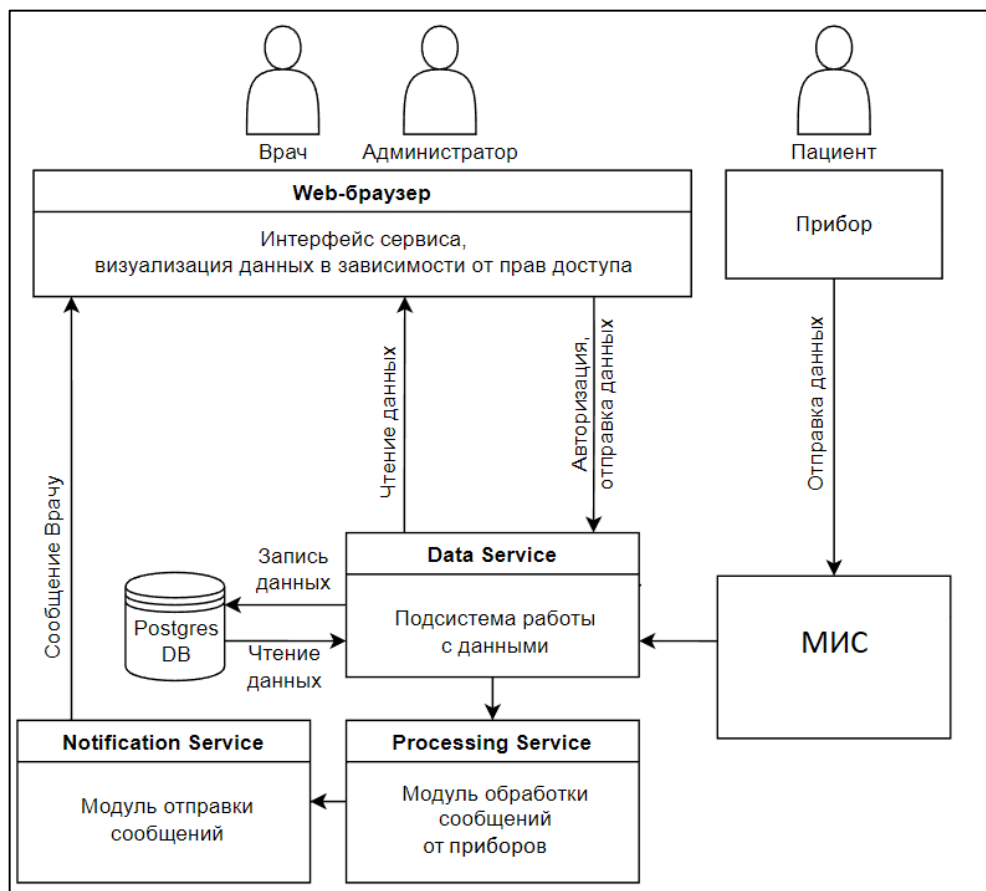 Врач
Администратор
Пациент
Web-браузер
Интерфейс сервиса,
визуализация данных в зависимости от прав доступа
Прибор
Сообщение Врачу
Чтение данных
Авторизация,
отправка данных
Отправка данных
Запись
данных
Postgres
DB
Чтение
данных
Data Service
Подсистема работы
с данными
МИС
Notification Service
Модуль отправки
сообщений
Processing Service
Модуль обработки
сообщений
от приборов